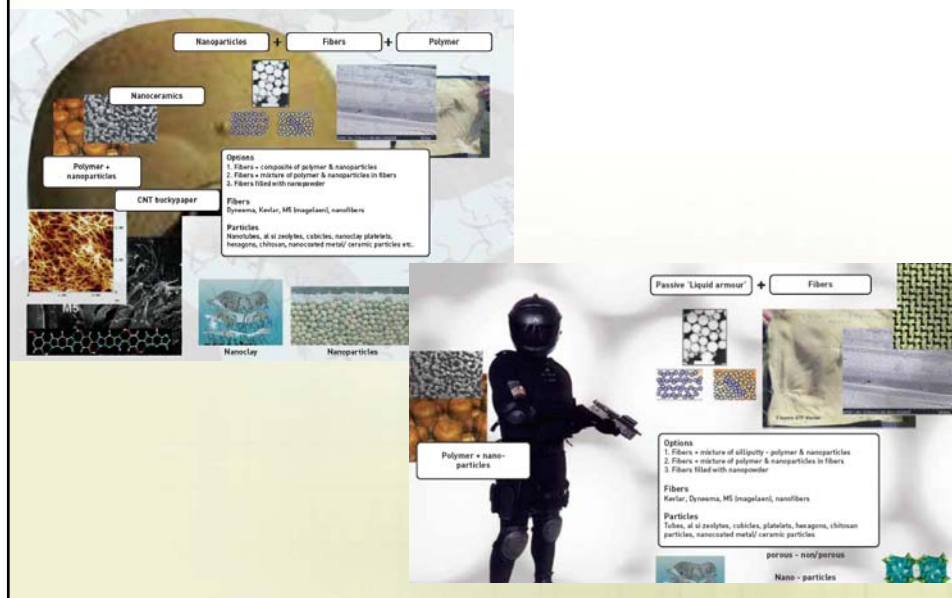 Nanoparticles + Fibers + Polymer
Nanoceramics
Polymer +
nanoparticles
CNT buckypaper
Options
1. Fibers + composite of polymer & nanoparticles
2. Fibers + mixture of polymer & nanoparticles in fibers
3. Fibers filled with nanopowder
Fibers
Dyneema, Kevlar, M5 (magelaen), nanofibers
Particles
Nanotubes, al si zeolytes, cubicles, nanoclay platelets,
hexagons, chitosan, nanocoated metal/ ceramic particles etc.
M5
Nanoclay
Nanoparticles
Passive 'Liquid armour' + Fibers
Polymer + nano-
particles
Options
1. Fibers + mixture of silliputty - polymer & nanoparticles
2. Fibers + mixture of polymer & nanoparticles in fibers
3. Fibers filled with nanopowder
Fibers
Kevlar, Dyneema, M5 (magelaen), nanofibers
Particles
Tubes, al si zeolytes, cubicles, platelets, hexagons, chitosan
particles, nanocoated metal/ ceramic particles
porous - non/porous
Nano - particles